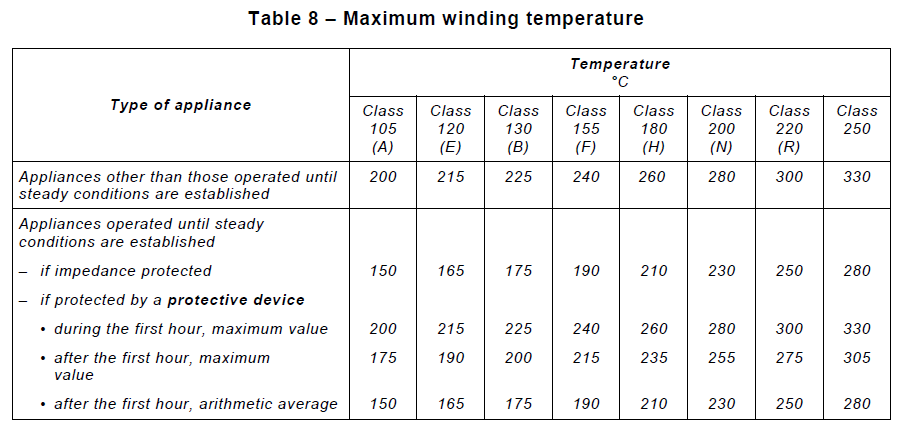 Table 8 – Maximum winding temperature
Type of appliance
Temperature
°C
Class 105 (A) Class 120 (E) Class 130 (B) Class 155 (F) Class 180 (H) Class 200 (N) Class 220 (R) Class 250
Appliances other than those operated until
steady conditions are established 200 215 225 240 260 280 300 330
Appliances operated until steady
conditions are established
– if impedance protected 150 165 175 190 210 230 250 280
– if protected by a protective device
• during the first hour, maximum value 200 215 225 240 260 280 300 330
• after the first hour, maximum
value 175 190 200 215 235 255 275 305
• after the first hour, arithmetic average 150 165 175 190 210 230 250 280